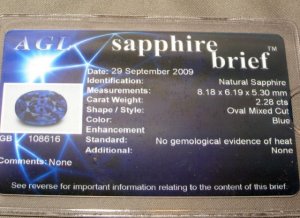 AGL sapphire brief™
Date: 29 September 2009
Identification: Natural Sapphire
Measurements: 8.18 x 6.19 x 5.30 mm
Carat Weight: 2.28 cts
Shape / Style: Oval Mixed Cut
Color: Blue
Enhancement
Standard: No gemological evidence of heat
Additional: None
GB 108616
Comments: None
See reverse for important information relating to the content of this brief.